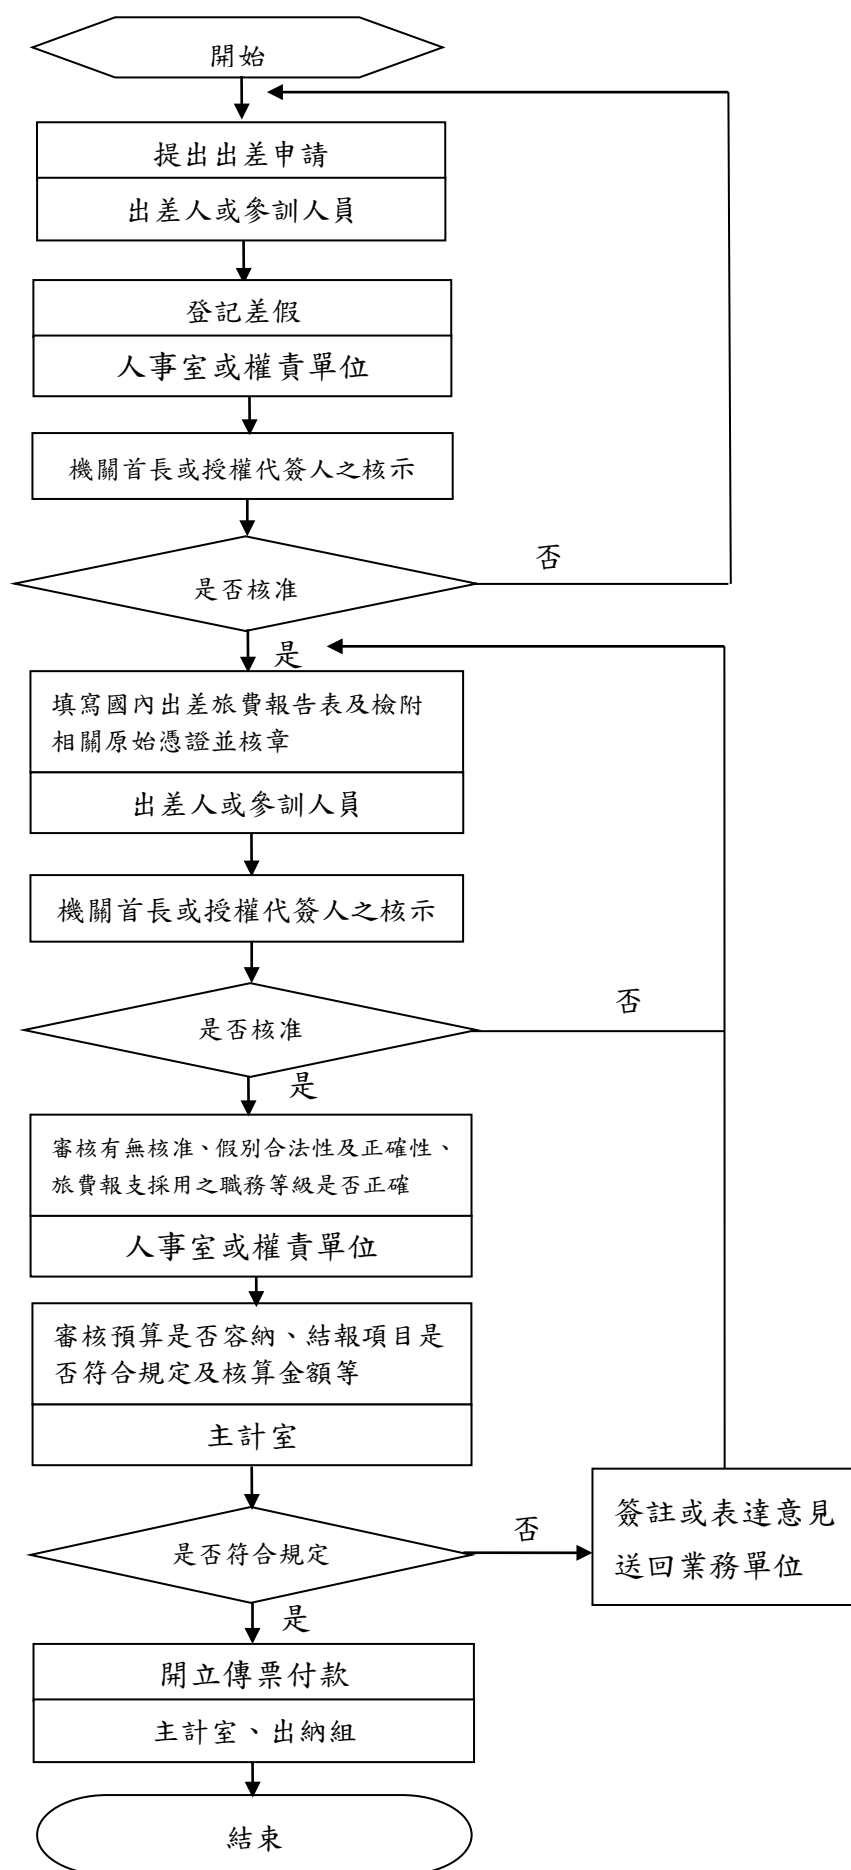 開始
提出出差申請
出差人或參訓人員
登記差假
人事室或權責單位
機關首長或授權代簽人之核示
否
是否核准
是
填寫國內出差旅費報告表及檢附
相關原始憑證並核章
出差人或參訓人員
機關首長或授權代簽人之核示
否
是否核准
是
審核有無核准、假別合法性及正確性、
旅費報支採用之職務等級是否正確
人事室或權責單位
審核預算是否容納、結報項目是
否符合規定及核算金額等
主計室
是否符合規定
否
簽註或表達意見
送回業務單位
是
開立傳票付款
主計室、出納組
結束